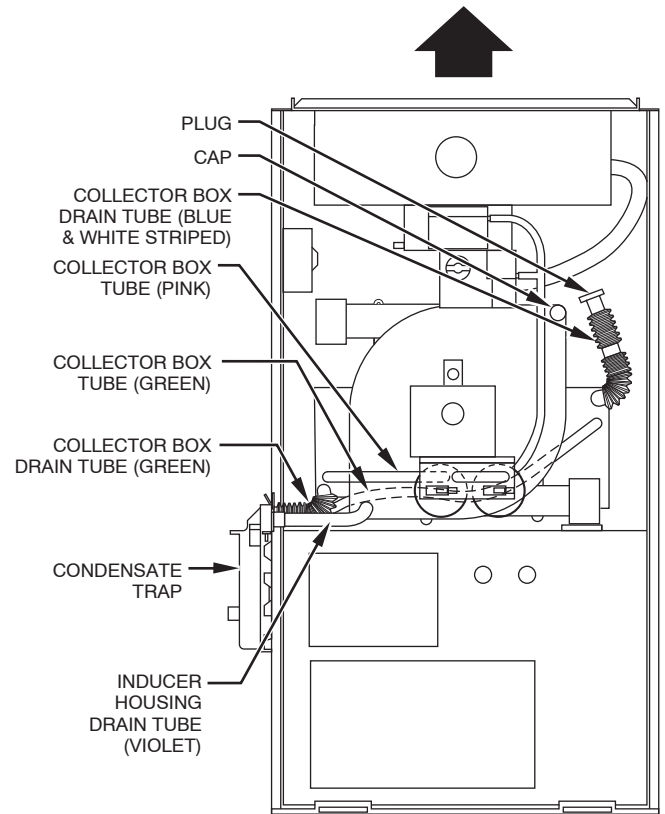 PLUG
CAP
COLLECTOR BOX
DRAIN TUBE (BLUE
& WHITE STRIPED)
COLLECTOR BOX
TUBE (PINK)
COLLECTOR BOX
TUBE (GREEN)
COLLECTOR BOX
DRAIN TUBE (GREEN)
CONDENSATE
TRAP
INDUCER
HOUSING
DRAIN TUBE
(VIOLET)